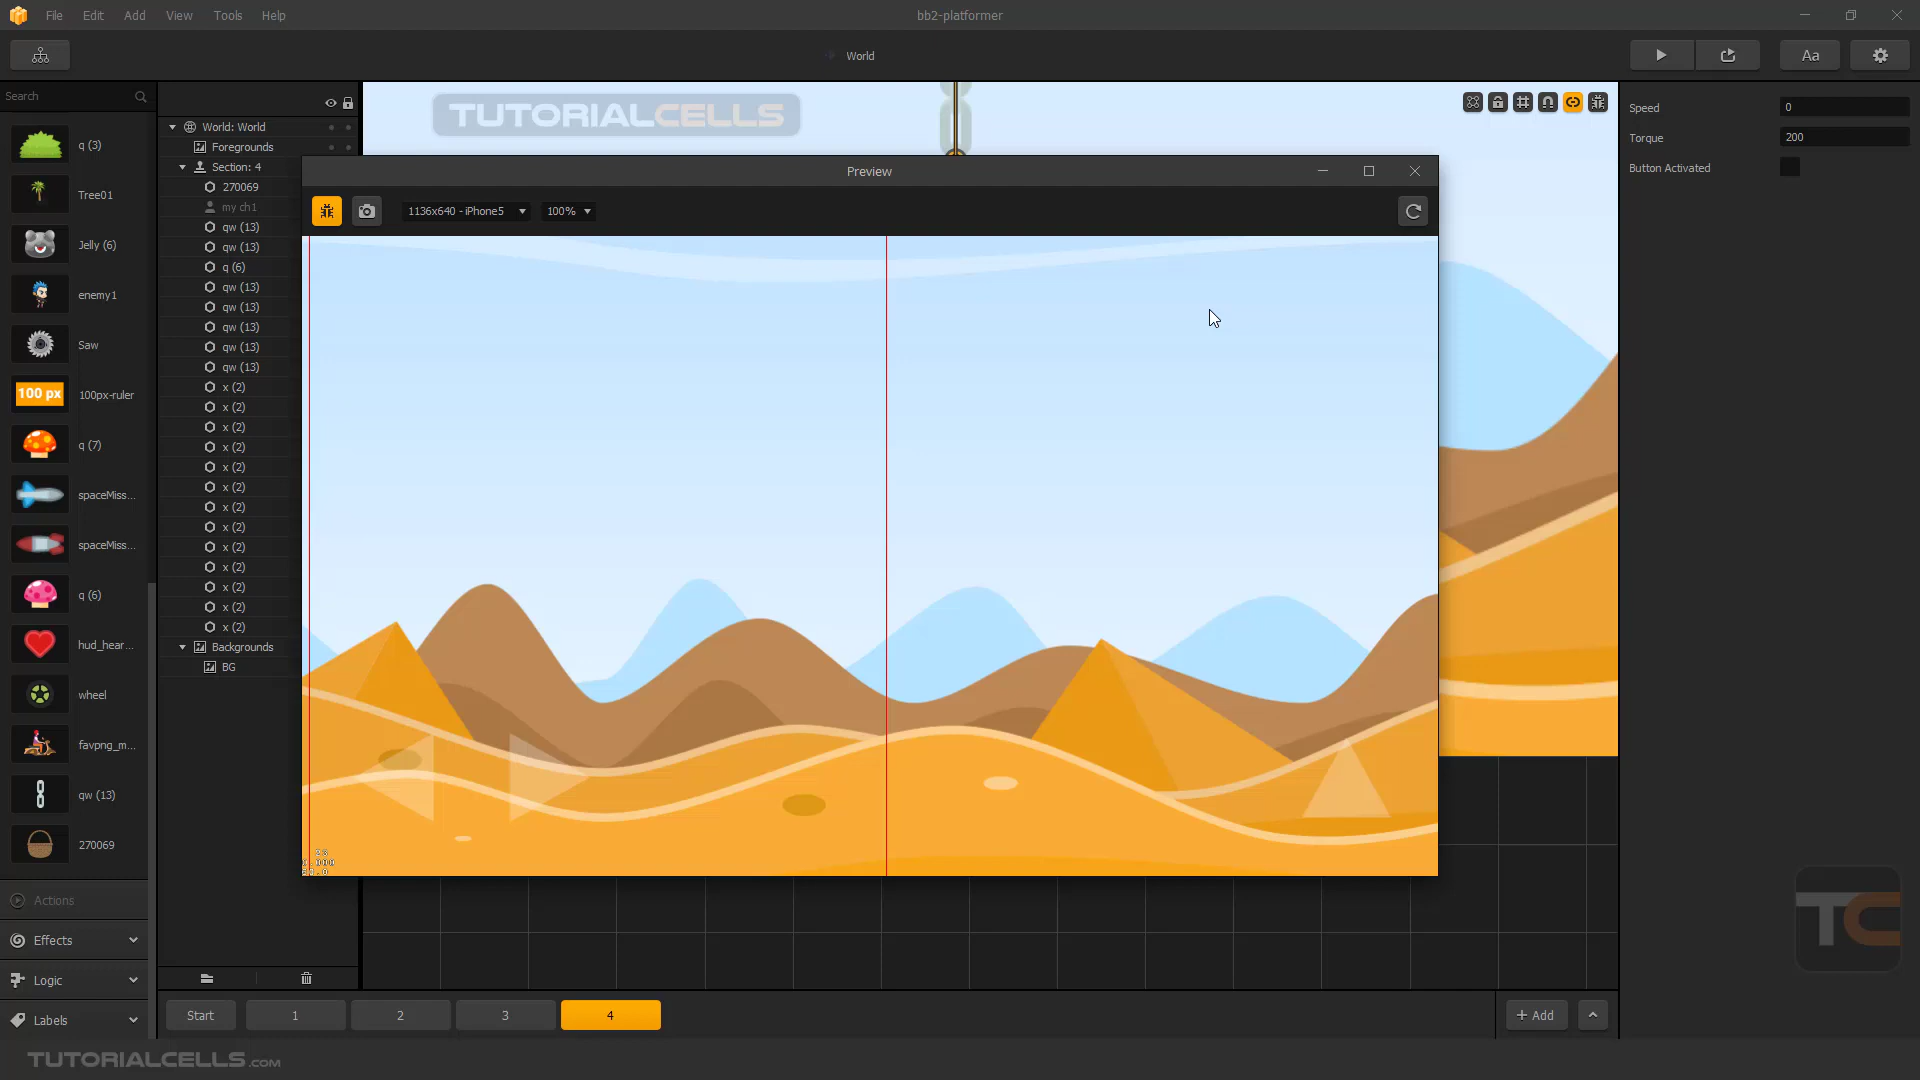 File Edit Add View Tools Help
bb2-platformer
World
Aa
Search
q (3)
Tree01
Jelly (6)
enemy1
Saw
100 px
100px-ruler
q (7)
spaceMiss...
spaceMiss...
q (6)
hud_hear...
wheel
favpng_m...
qw (13)
270069
Actions
Effects
Logic
Labels
World: World
Foregrounds
Section: 4
270069
my ch1
qw (13)
qw (13)
q (6)
qw (13)
qw (13)
qw (13)
qw (13)
qw (13)
x (2)
x (2)
x (2)
x (2)
x (2)
x (2)
x (2)
x (2)
x (2)
x (2)
x (2)
x (2)
x (2)
Backgrounds
BG
TUTORIALCELLS
Preview
1136x640 - iPhone5
100%
Speed 0
Torque 200
Button Activated
TC
Start 1 2 3 4
+ Add
TUTORIALCELLS.COM